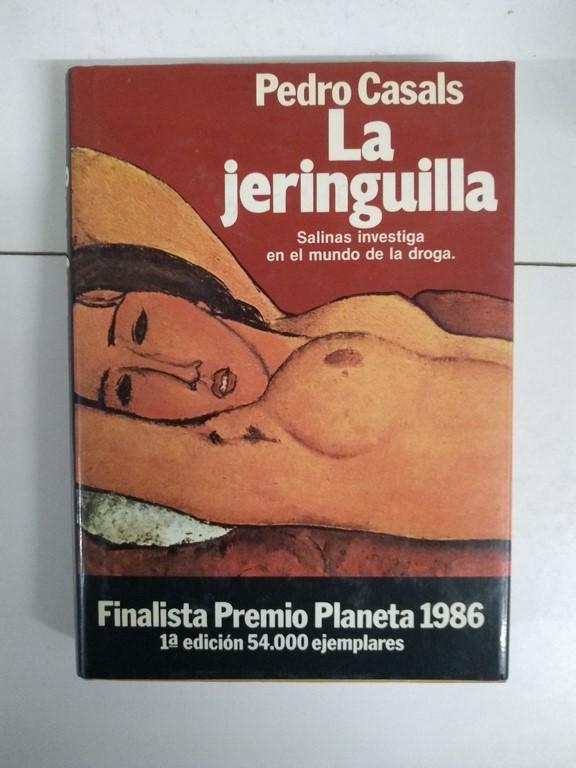 Pedro Casals
La
jeringuilla
Salinas investiga
en el mundo de la droga.
Finalista Premio Planeta 1986
1ª edición 54.000 ejemplares